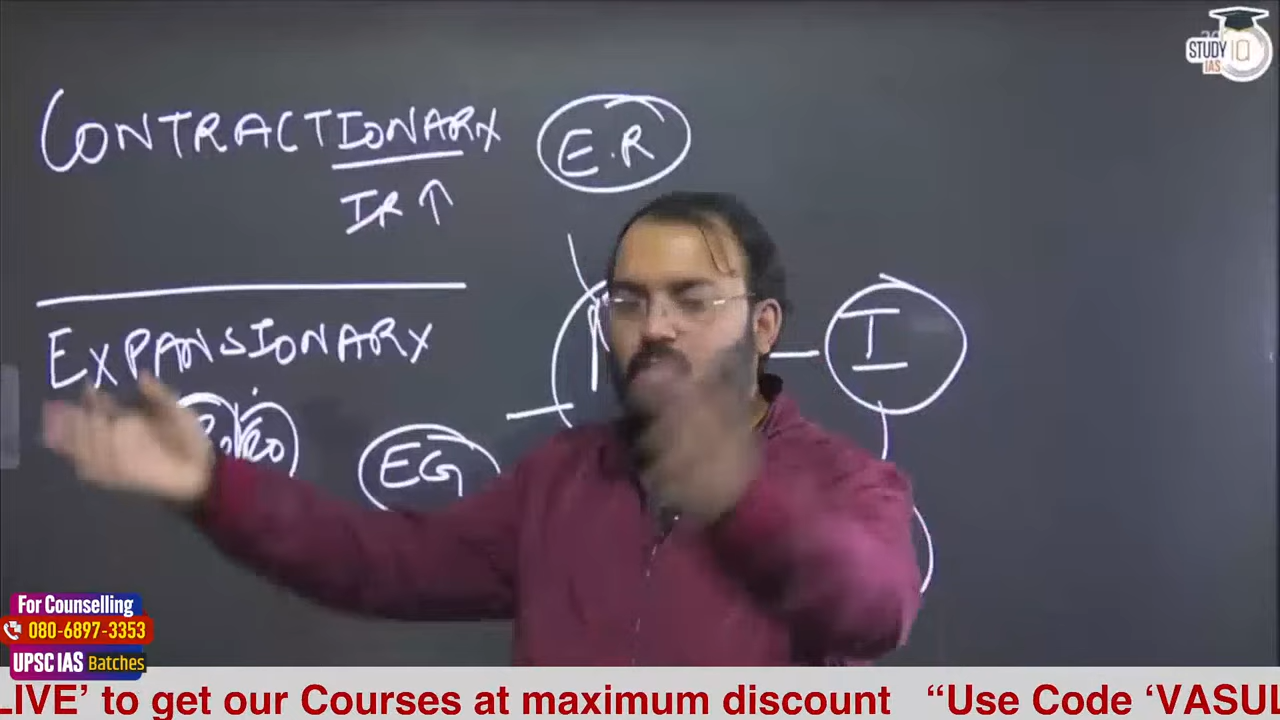 STUDY IQ
IAS
CONTRACTIONARY
E.R
IR ↑
EXPANSIONARY
I
EG
For Counselling
080-6897-3353
UPSC IAS Batches
LIVE’ to get our Courses at maximum discount “Use Code ‘VASUL